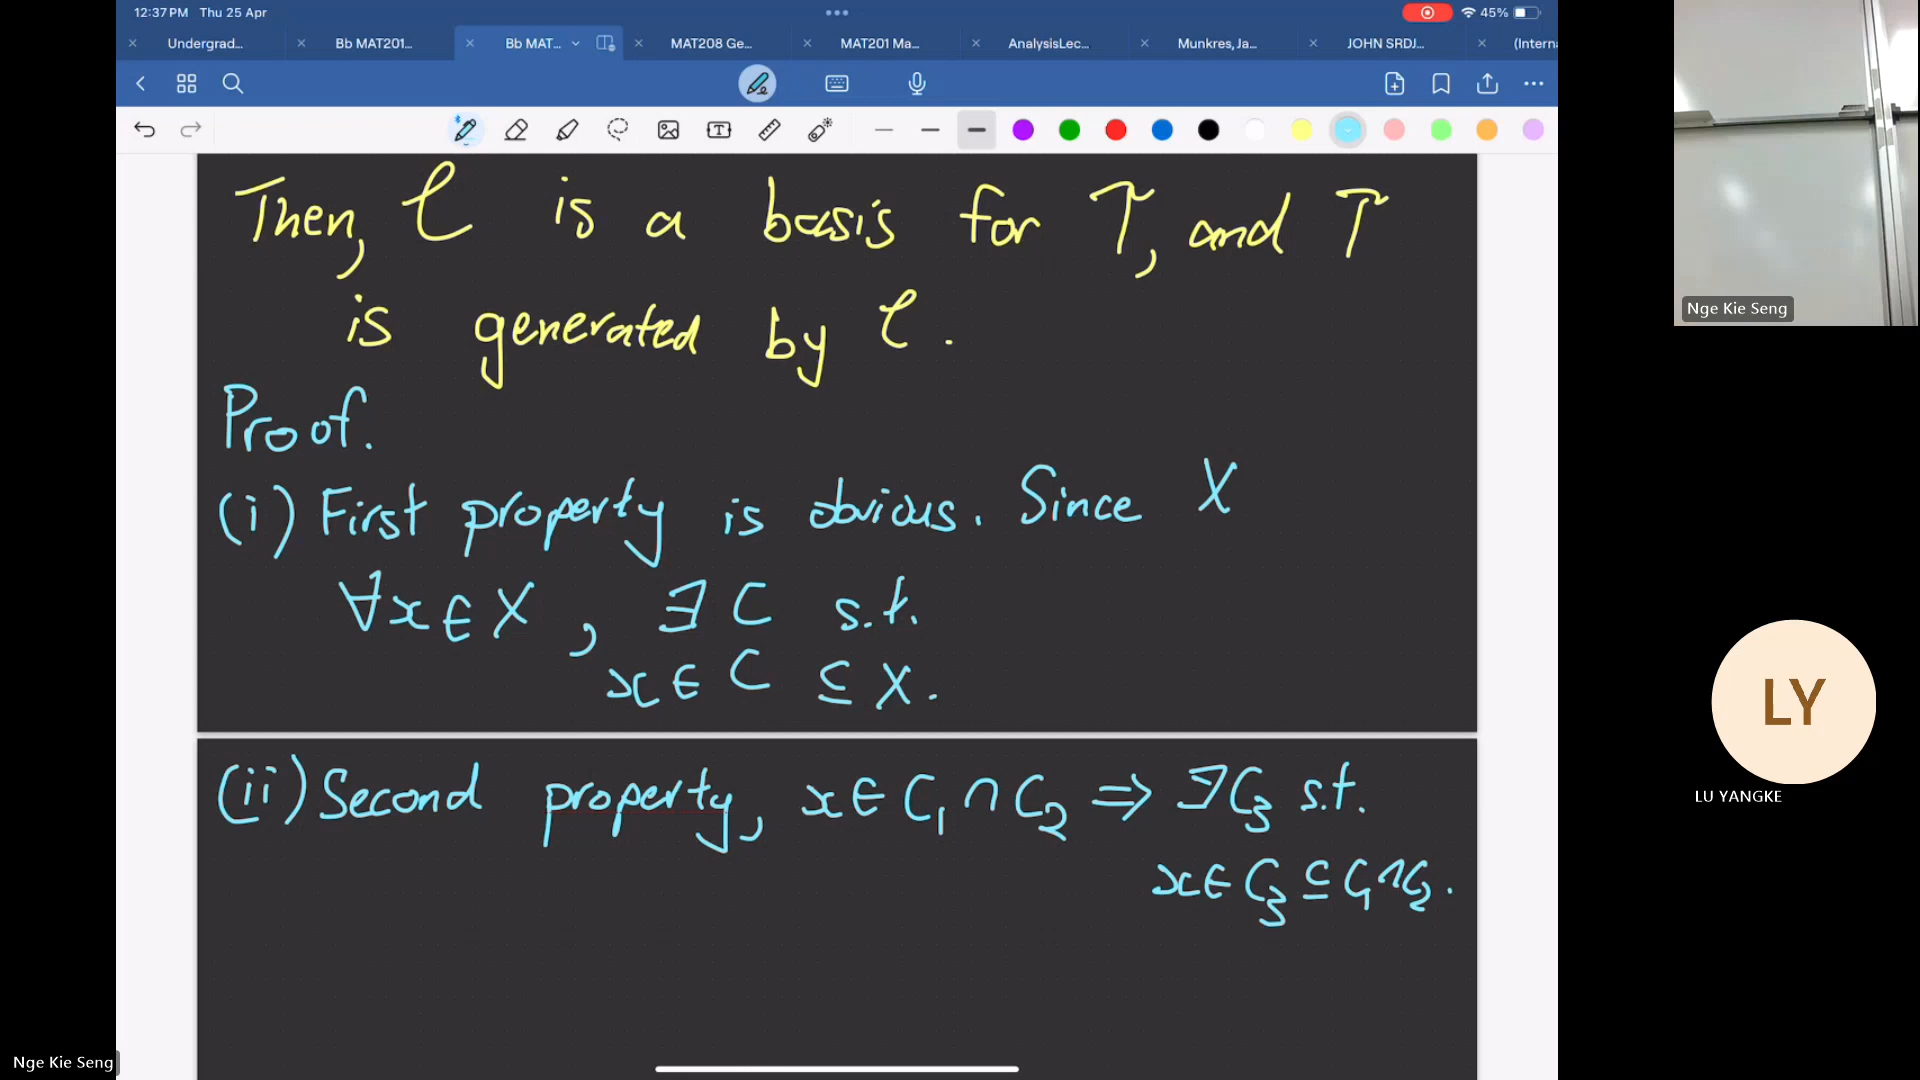 12:37 PM Thu 25 Apr
45%
Undergrad...
Bb MAT201...
Bb MAT...
MAT208 Ge...
MAT201 Ma...
AnalysisLec...
Munkres, Ja...
JOHN SRDJ...
(Intern
Then, 𝒞 is a basis for 𝒯, and 𝒯
is generated by 𝒞.
Proof.
(i) First property is obvious. Since X
∀x∈X, ∃ C s.t.
x∈ C ⊆ X.
(ii) Second property, x∈ C₁ ∩ C₂ ⇒ ∃C₃ s.t.
x∈ C₃ ⊆ C₁∩C₂.
Nge Kie Seng
LY
LU YANGKE
Nge Kie Seng